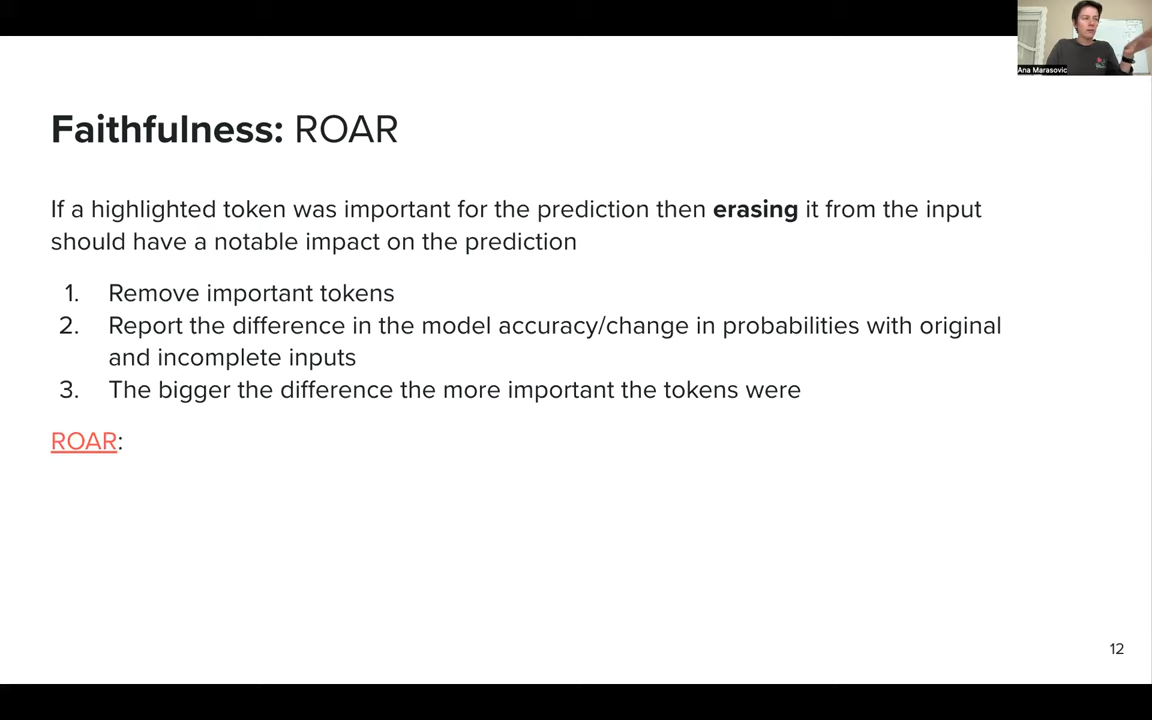 Ana Marasovic
Faithfulness: ROAR
If a highlighted token was important for the prediction then erasing it from the input
should have a notable impact on the prediction
1. Remove important tokens
2. Report the difference in the model accuracy/change in probabilities with original
and incomplete inputs
3. The bigger the difference the more important the tokens were
ROAR:
12